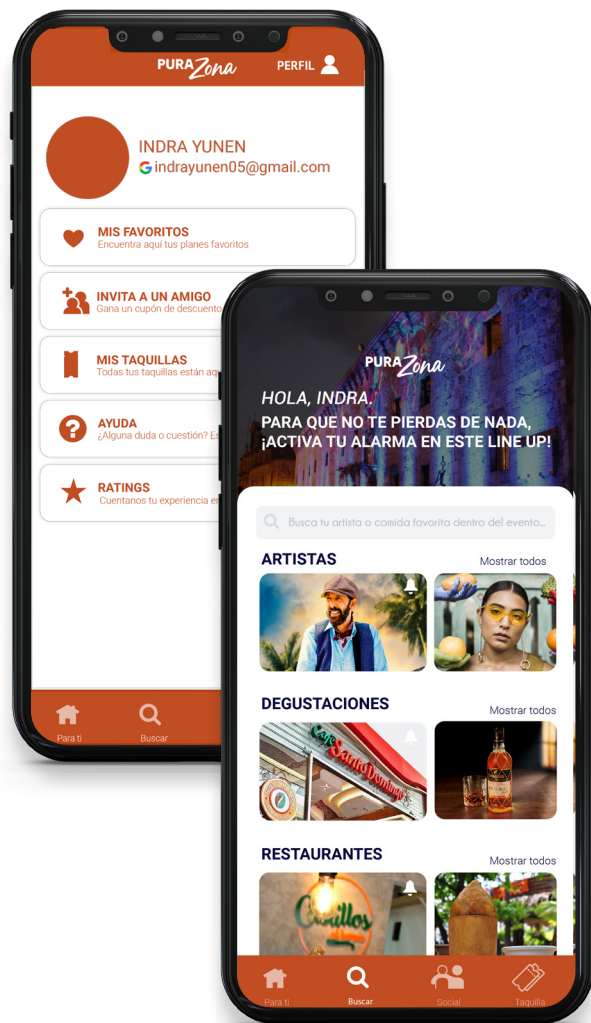 PURA Zona
PERFIL
INDRA YUNEN
indrayunen05@gmail.com
MIS FAVORITOS
Encuentra aquí tus planes favoritos
INVITA A UN AMIGO
Gana un cupón de descuento
MIS TAQUILLAS
Todas tus taquillas están
AYUDA
¿Alguna duda o cuestión?
RATINGS
Cuentanos tu experiencia
Para ti
Buscar
PURA Zona
HOLA, INDRA.
PARA QUE NO TE PIERDAS DE NADA,
¡ACTIVA TU ALARMA EN ESTE LINE UP!
Busca tu artista o comida favorita dentro del evento...
ARTISTAS
Mostrar todos
DEGUSTACIONES
Mostrar todos
Café Santo Domingo
RESTAURANTES
Mostrar todos
Para ti
Buscar
Social
Taquilla